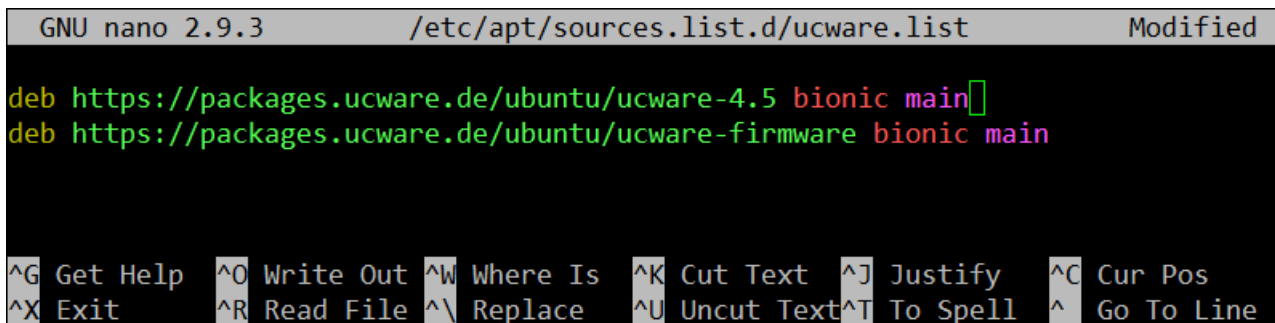 GNU nano 2.9.3 /etc/apt/sources.list.d/ucware.list Modified
deb https://packages.ucware.de/ubuntu/ucware-4.5 bionic main
deb https://packages.ucware.de/ubuntu/ucware-firmware bionic main
^G Get Help ^O Write Out ^W Where Is ^K Cut Text ^J Justify ^C Cur Pos
^X Exit ^R Read File ^\ Replace ^U Uncut Text^T To Spell ^ Go To Line